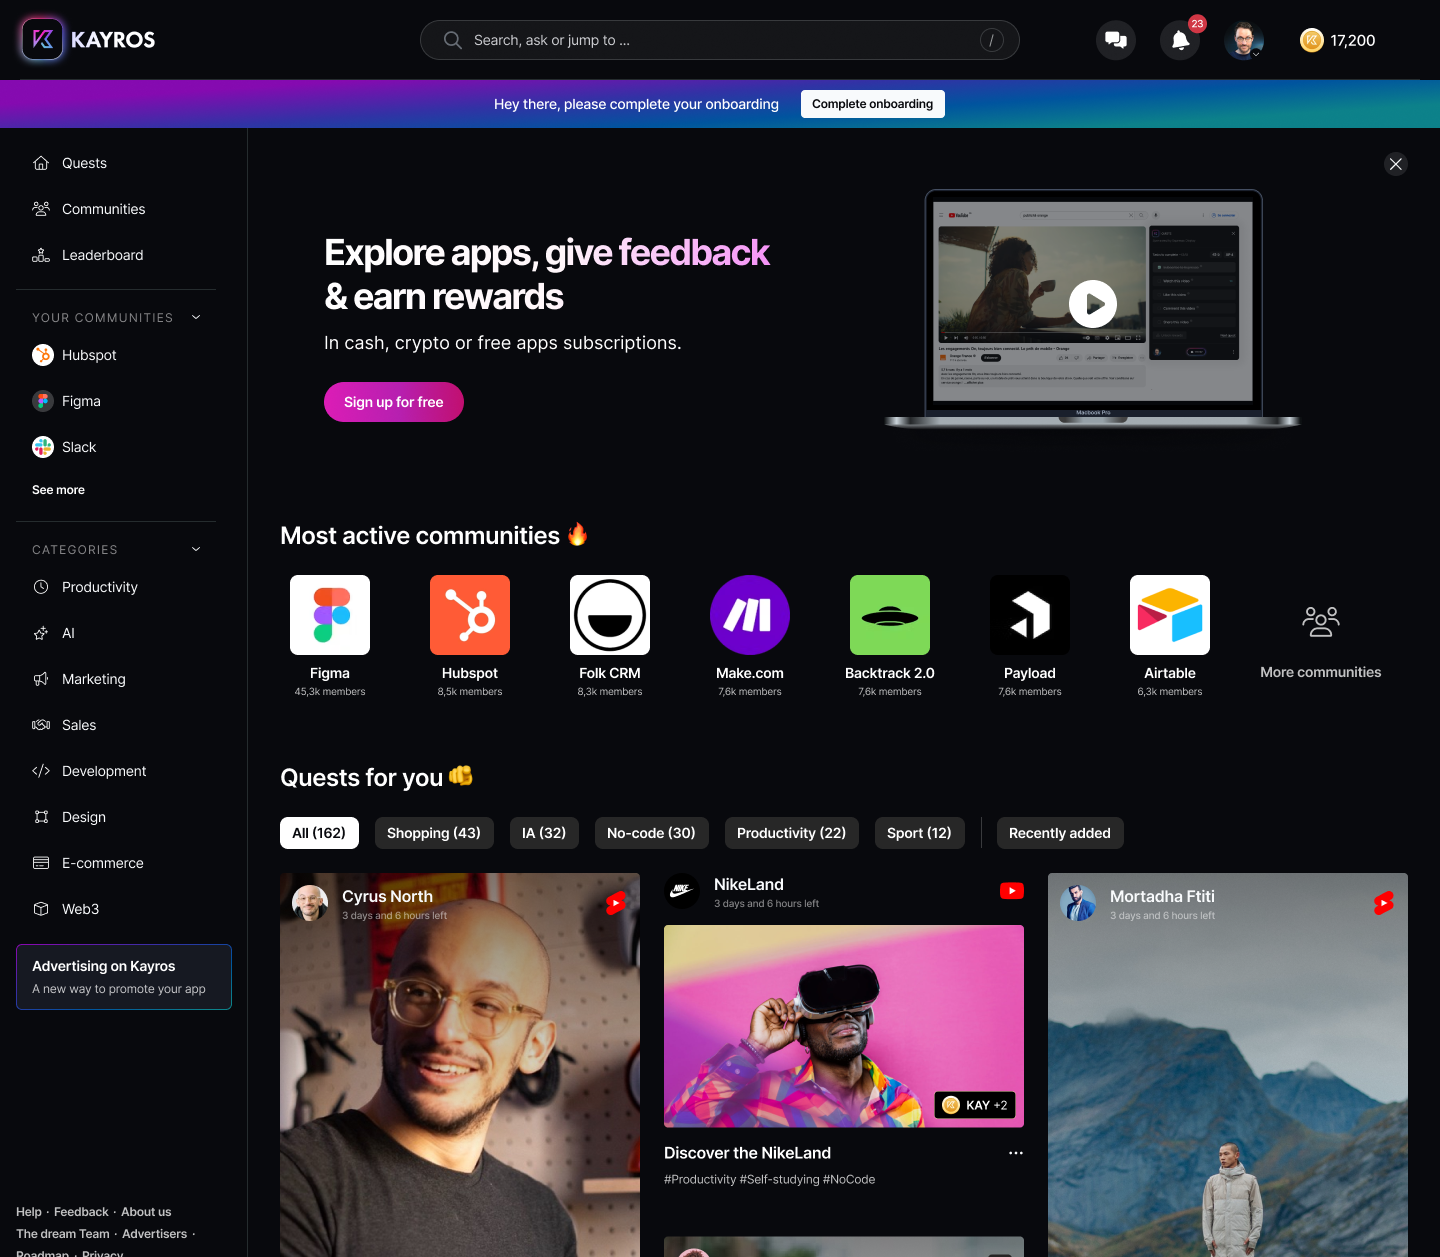 KAYROS
Search, ask or jump to ...
/
23
17,200
Hey there, please complete your onboarding
Complete onboarding
Quests
Communities
Leaderboard
YOUR COMMUNITIES
Hubspot
Figma
Slack
See more
CATEGORIES
Productivity
AI
Marketing
Sales
Development
Design
E-commerce
Web3
Advertising on Kayros
A new way to promote your app
Help · Feedback · About us
The dream Team · Advertisers ·
Roadmap · Privacy
Explore apps, give feedback
& earn rewards
In cash, crypto or free apps subscriptions.
Sign up for free
YouTube
Macbook Pro
Most active communities
Figma
45,3k members
Hubspot
8,5k members
Folk CRM
8,3k members
Make.com
7,6k members
Backtrack 2.0
7,6k members
Payload
7,6k members
Airtable
6,3k members
More communities
Quests for you
All (162)
Shopping (43)
IA (32)
No-code (30)
Productivity (22)
Sport (12)
Recently added
Cyrus North
3 days and 6 hours left
NIKE
NikeLand
3 days and 6 hours left
KAY +2
Discover the NikeLand
#Productivity #Self-studying #NoCode
Mortadha Ftiti
3 days and 6 hours left